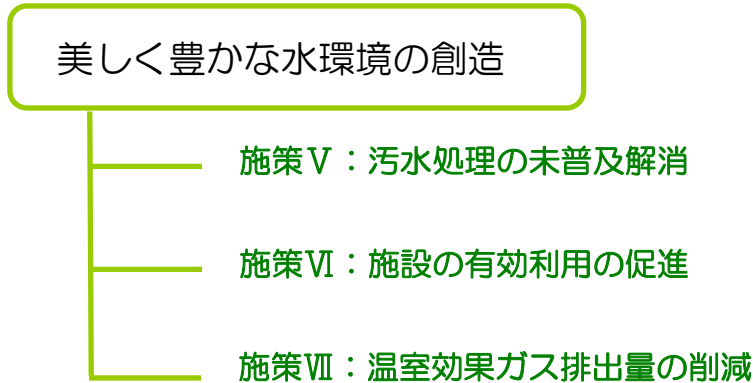 美しく豊かな水環境の創造
施策Ⅴ：汚水処理の未普及解消
施策Ⅵ：施設の有効利用の促進
施策Ⅶ：温室効果ガス排出量の削減